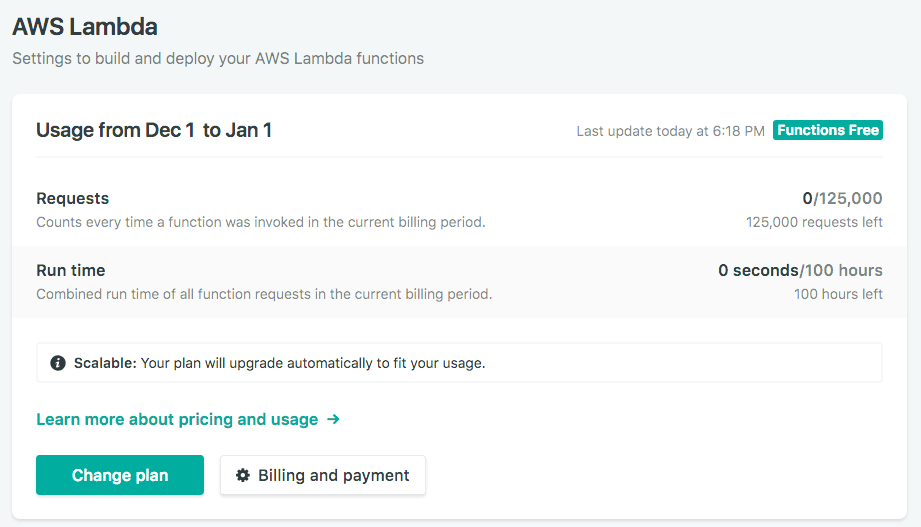 AWS Lambda
Settings to build and deploy your AWS Lambda functions
Usage from Dec 1 to Jan 1
Last update today at 6:18 PM Functions Free
Requests
0/125,000
Counts every time a function was invoked in the current billing period.
125,000 requests left
Run time
0 seconds/100 hours
Combined run time of all function requests in the current billing period.
100 hours left
Scalable: Your plan will upgrade automatically to fit your usage.
Learn more about pricing and usage →
Change plan
Billing and payment